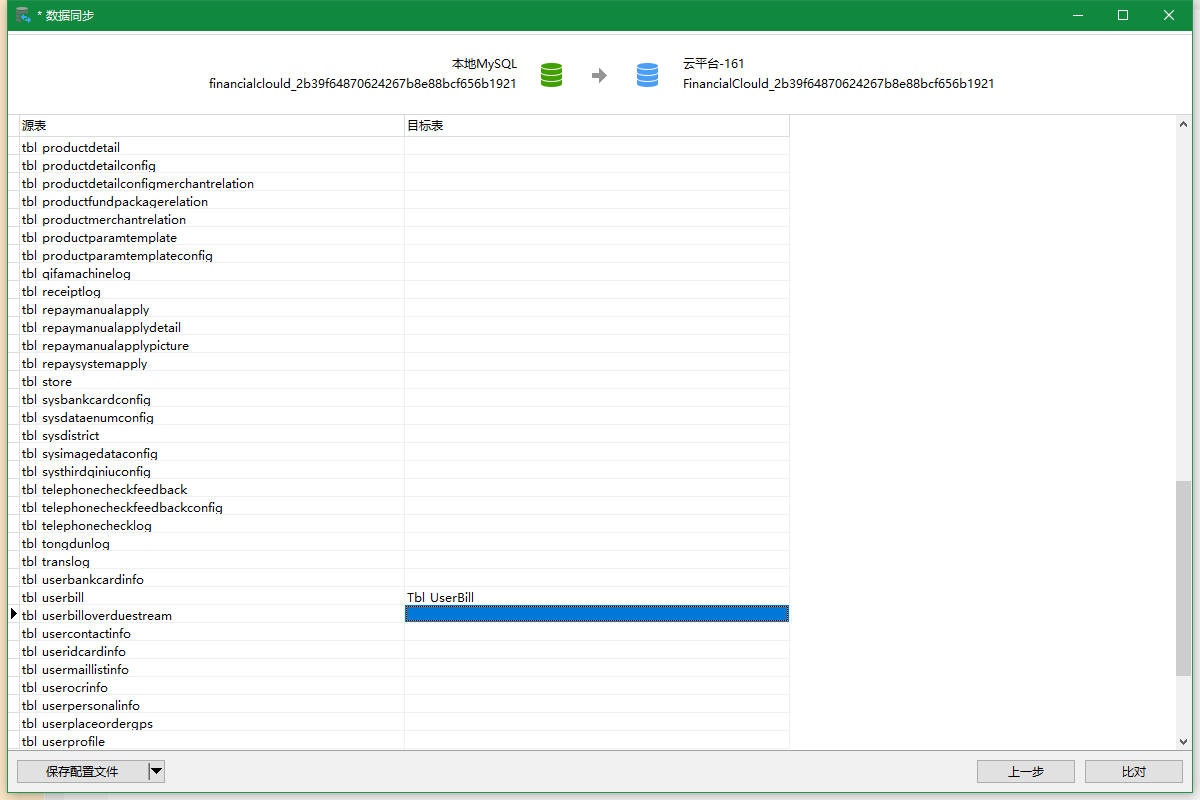 * 数据同步
本地MySQL
financialclould_2b39f64870624267b8e88bcf656b1921
云平台-161
FinancialClould_2b39f64870624267b8e88bcf656b1921
源表 目标表
tbl productdetail
tbl productdetailconfig
tbl productdetailconfigmerchantrelation
tbl productfundpackagerelation
tbl productmerchantrelation
tbl productparamtemplate
tbl productparamtemplateconfig
tbl qifamachinelog
tbl receiptlog
tbl repaymanualapply
tbl repaymanualapplydetail
tbl repaymanualapplypicture
tbl repaysystemapply
tbl store
tbl sysbankcardconfig
tbl sysdataenumconfig
tbl sysdistrict
tbl sysimagedataconfig
tbl systhirdqiniuconfig
tbl telephonecheckfeedback
tbl telephonecheckfeedbackconfig
tbl telephonechecklog
tbl tongdunlog
tbl translog
tbl userbankcardinfo
tbl userbill Tbl UserBill
tbl userbilloverduestream
tbl usercontactinfo
tbl useridcardinfo
tbl usermaillistinfo
tbl userocrinfo
tbl userpersonalinfo
tbl userplaceordergps
tbl userprofile
保存配置文件 上一步 比对